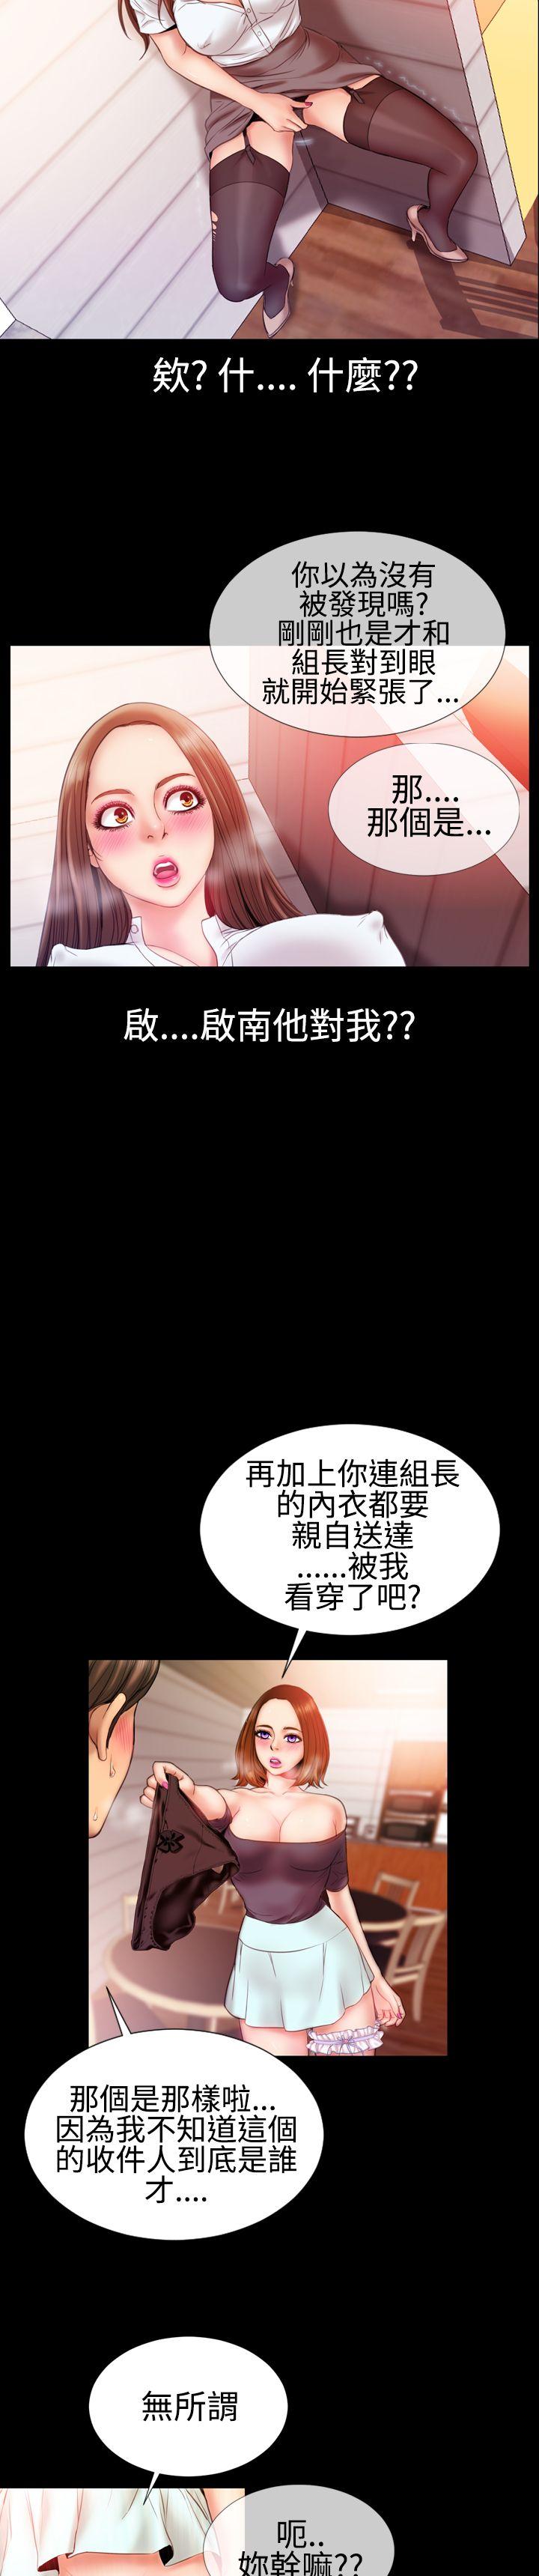 欸? 什.... 什麼??
你以為沒有
被發現嗎?
剛剛也是才和
組長對到眼
就開始緊張了...
那....
那個是...
啟....啟南他對我??
再加上你連組長
的內衣都要
親自送達
......被我
看穿了吧?
那個是那樣啦...
因為我不知道這個
的收件人到底是誰
才....
無所謂
呃..
妳幹嘛??